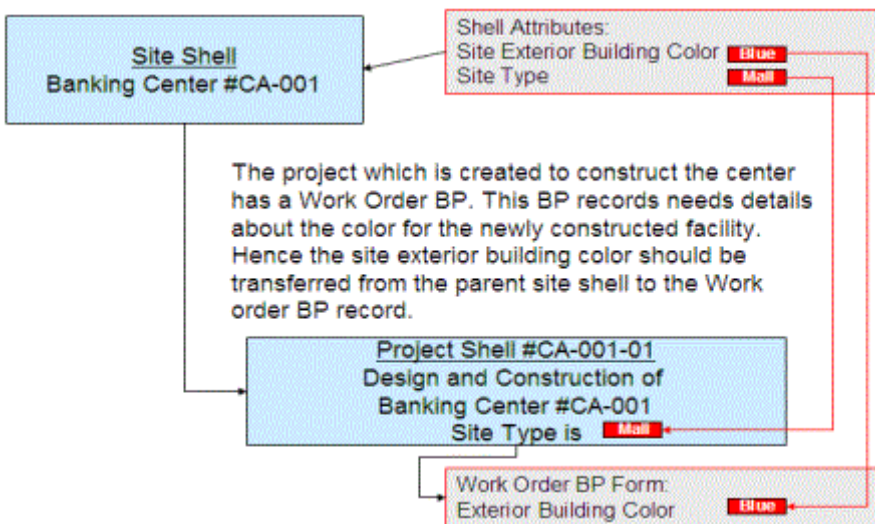 Site Shell
Banking Center #CA-001
Shell Attributes:
Site Exterior Building Color Blue
Site Type Mall
The project which is created to construct the center
has a Work Order BP. This BP records needs details
about the color for the newly constructed facility.
Hence the site exterior building color should be
transferred from the parent site shell to the Work
order BP record.
Project Shell #CA-001-01
Design and Construction of
Banking Center #CA-001
Site Type is Mall
Work Order BP Form:
Exterior Building Color Blue